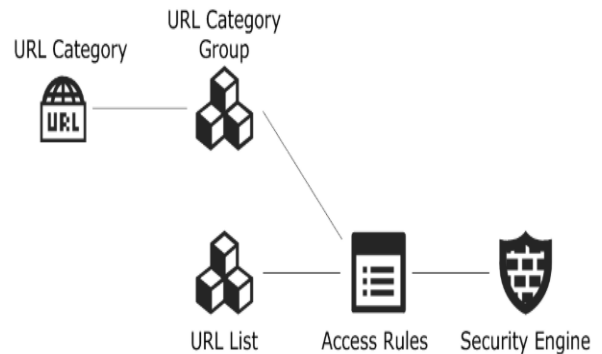 URL Category
Group
URL Category
URL
URL List
Access Rules
Security Engine